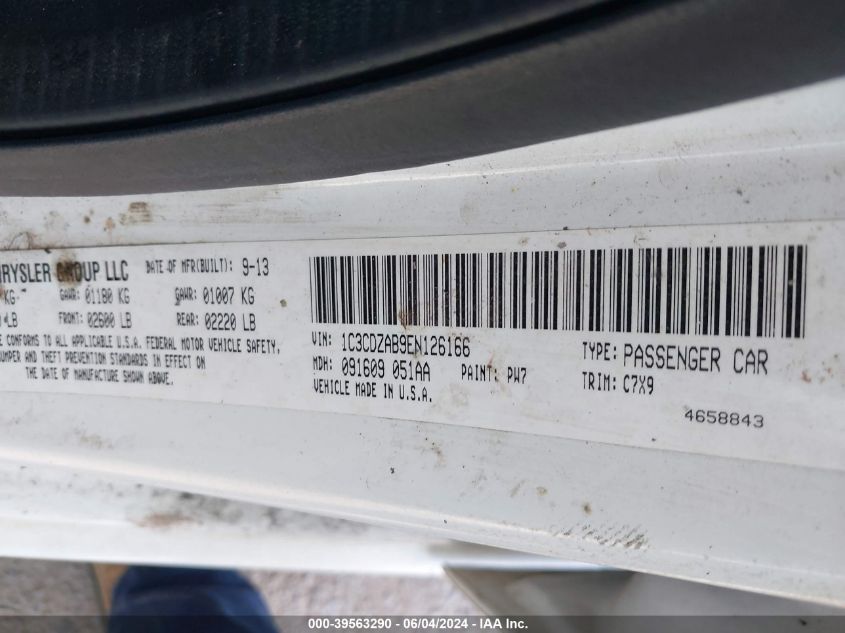 RYSLER GROUP LLC DATE OF MFR(BUILT): 9-13
KG GAWR: 01180 KG GAWR: 01007 KG
LB FRONT: 02600 LB REAR: 02220 LB
E CONFORMS TO ALL APPLICABLE U.S.A. FEDERAL MOTOR VEHICLE SAFETY,
UMPER AND THEFT PREVENTION STANDARDS IN EFFECT ON
THE DATE OF MANUFACTURE SHOWN ABOVE.
VIN: 1C3CDZAB9EN126166 TYPE: PASSENGER CAR
MDH: 091609 051AA PAINT: PW7 TRIM: C7X9
VEHICLE MADE IN U.S.A.
4658843
000-39563290 - 06/04/2024 - IAA Inc.